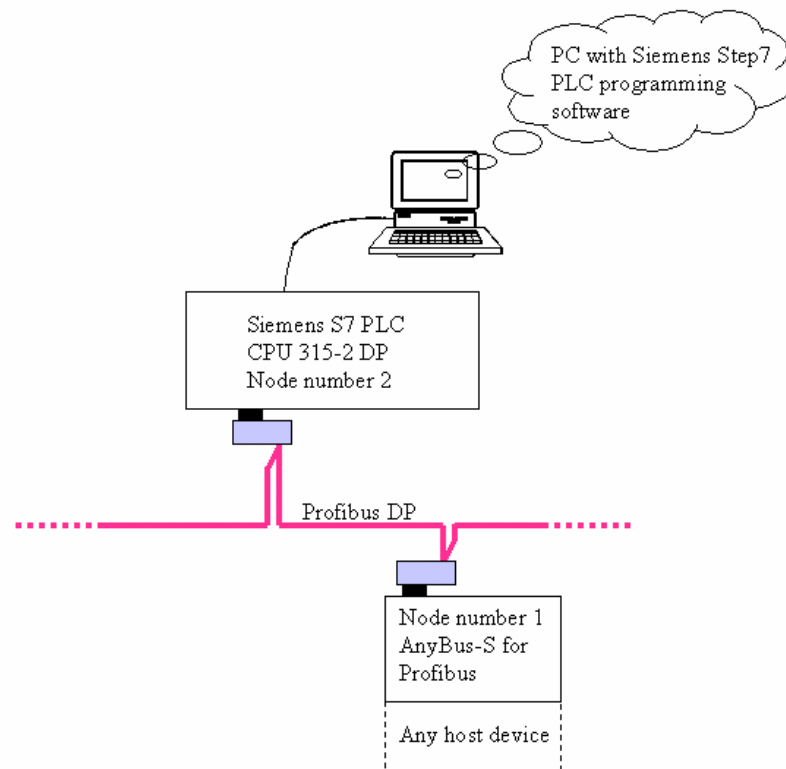 PC with Siemens Step7
PLC programming
software
Siemens S7 PLC
CPU 315-2 DP
Node number 2
Profibus DP
Node number 1
AnyBus-S for
Profibus
Any host device